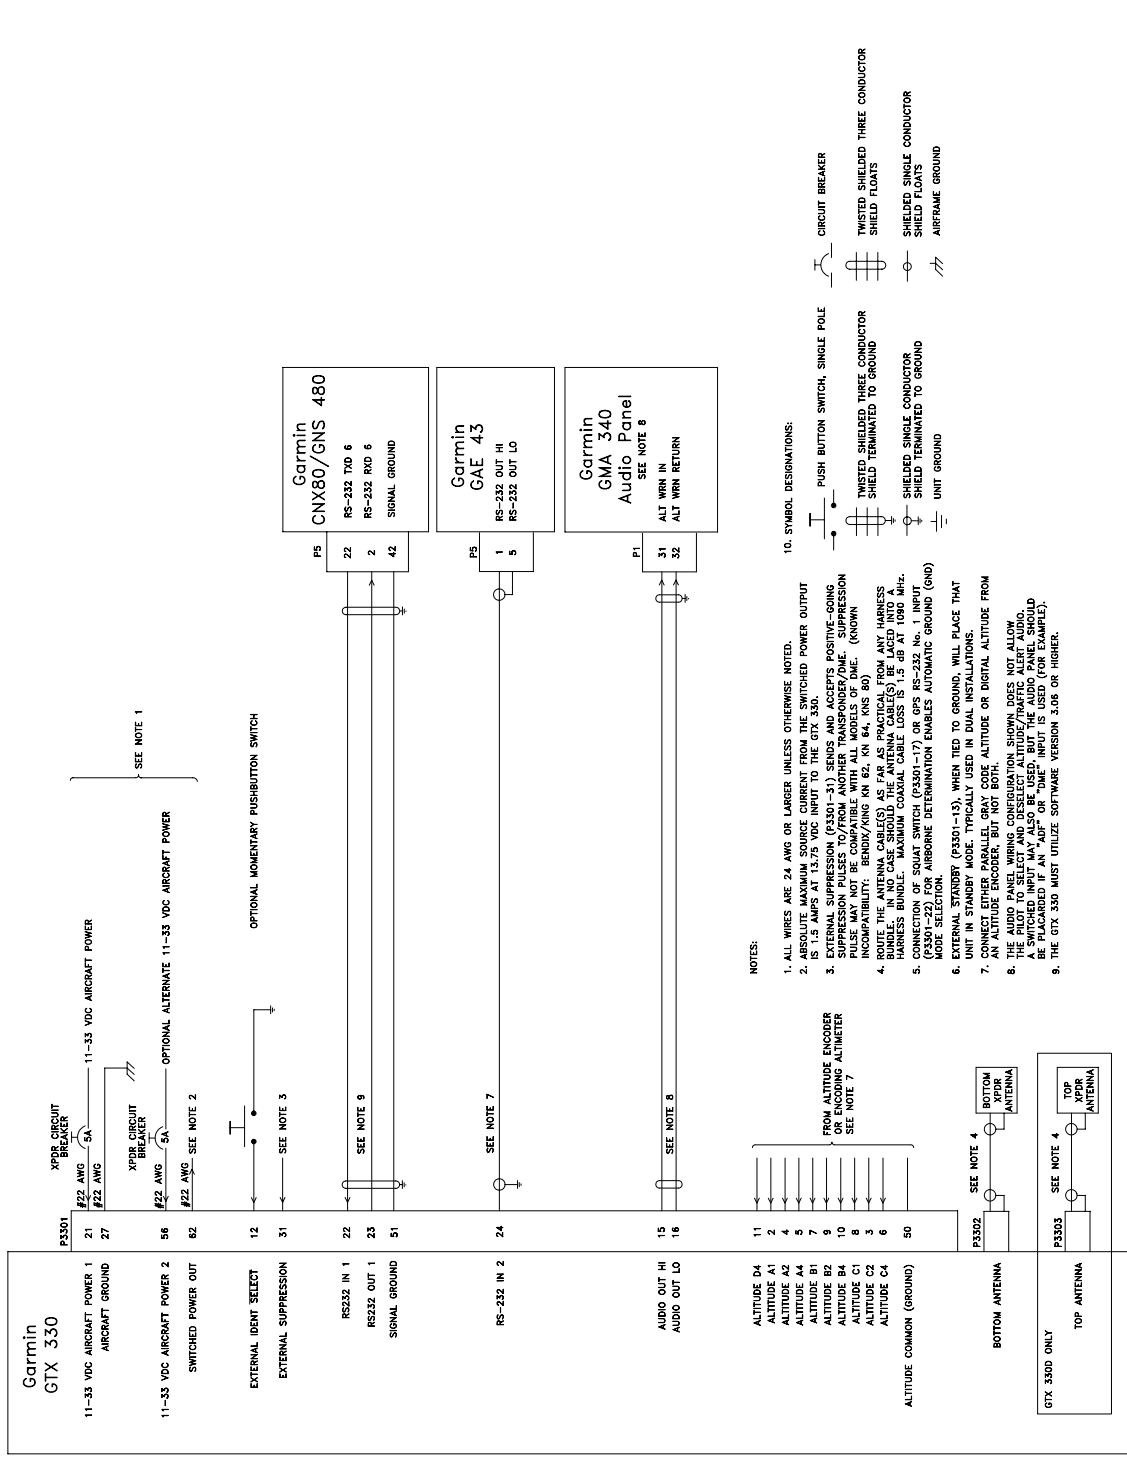 Garmin
GTX 330
P3301
11-33 VDC AIRCRAFT POWER 1
21
#22 AWG
XPDR CIRCUIT
BREAKER
5A
11-33 VDC AIRCRAFT POWER
AIRCRAFT GROUND
27
#22 AWG
11-33 VDC AIRCRAFT POWER 2
56
#22 AWG
XPDR CIRCUIT
BREAKER
5A
OPTIONAL ALTERNATE 11-33 VDC AIRCRAFT POWER
SWITCHED POWER OUT
62
#22 AWG
SEE NOTE 2
SEE NOTE 1
EXTERNAL IDENT SELECT
12
OPTIONAL MOMENTARY PUSHBUTTON SWITCH
EXTERNAL SUPPRESSION
31
SEE NOTE 3
RS232 IN 1
22
SEE NOTE 9
RS232 OUT 1
23
SIGNAL GROUND
51
P5
22
2
42
Garmin
CNX80/GNS 480
RS-232 TXD 6
RS-232 RXD 6
SIGNAL GROUND
RS-232 IN 2
24
SEE NOTE 7
P5
1
5
Garmin
GAE 43
RS-232 OUT HI
RS-232 OUT LO
AUDIO OUT HI
15
AUDIO OUT LO
16
SEE NOTE 8
P1
31
32
Garmin
GMA 340
Audio Panel
SEE NOTE 8
ALT WRN IN
ALT WRN RETURN
ALTITUDE D4
11
ALTITUDE A1
2
ALTITUDE A2
4
ALTITUDE A4
5
ALTITUDE B1
7
ALTITUDE B2
9
ALTITUDE B4
10
ALTITUDE C1
8
ALTITUDE C2
3
ALTITUDE C4
6
ALTITUDE COMMON (GROUND)
50
FROM ALTITUDE ENCODER
OR ENCODING ALTIMETER
SEE NOTE 7
P3302
BOTTOM ANTENNA
SEE NOTE 4
BOTTOM
XPDR
ANTENNA
GTX 330D ONLY
P3303
TOP ANTENNA
SEE NOTE 4
TOP
XPDR
ANTENNA
NOTES:
1. ALL WIRES ARE 24 AWG OR LARGER UNLESS OTHERWISE NOTED.
2. ABSOLUTE MAXIMUM SOURCE CURRENT FROM THE SWITCHED POWER OUTPUT
IS 1.5 AMPS AT 13.75 VDC INPUT TO THE GTX 330.
3. EXTERNAL SUPPRESSION (P3301-31) SENDS AND ACCEPTS POSITIVE-GOING
SUPPRESSION PULSES TO/FROM ANOTHER TRANSPONDER/DME. SUPPRESSION
PULSE MAY NOT BE COMPATIBLE WITH ALL MODELS OF DME. (KNOWN
INCOMPATIBILITY: BENDIX/KING KN 62, KN 64, KNS 80)
4. ROUTE THE ANTENNA CABLE(S) AS FAR AS PRACTICAL FROM ANY HARNESS
BUNDLE. IN NO CASE SHOULD THE ANTENNA CABLE(S) BE LACED INTO A
HARNESS BUNDLE. MAXIMUM COAXIAL CABLE LOSS IS 1.5 dB AT 1090 MHz.
5. CONNECTION OF SQUAT SWITCH (P3301-17) OR GPS RS-232 No. 1 INPUT
(P3301-22) FOR AIRBORNE DETERMINATION ENABLES AUTOMATIC GROUND (GND)
MODE SELECTION.
6. EXTERNAL STANDBY (P3301-13), WHEN TIED TO GROUND, WILL PLACE THAT
UNIT IN STANDBY MODE. TYPICALLY USED IN DUAL INSTALLATIONS.
7. CONNECT EITHER PARALLEL GRAY CODE ALTITUDE OR DIGITAL ALTITUDE FROM
AN ALTITUDE ENCODER, BUT NOT BOTH.
8. THE AUDIO PANEL WIRING CONFIGURATION SHOWN DOES NOT ALLOW
THE PILOT TO SELECT AND DESELECT ALTITUDE/TRAFFIC ALERT AUDIO.
A SWITCHED INPUT MAY ALSO BE USED, BUT THE AUDIO PANEL SHOULD
BE PLACARDED IF AN "ADF" OR "DME" INPUT IS USED (FOR EXAMPLE).
9. THE GTX 330 MUST UTILIZE SOFTWARE VERSION 3.06 OR HIGHER.
10. SYMBOL DESIGNATIONS:
PUSH BUTTON SWITCH, SINGLE POLE
CIRCUIT BREAKER
TWISTED SHIELDED THREE CONDUCTOR
SHIELD TERMINATED TO GROUND
TWISTED SHIELDED THREE CONDUCTOR
SHIELD FLOATS
SHIELDED SINGLE CONDUCTOR
SHIELD TERMINATED TO GROUND
SHIELDED SINGLE CONDUCTOR
SHIELD FLOATS
UNIT GROUND
AIRFRAME GROUND